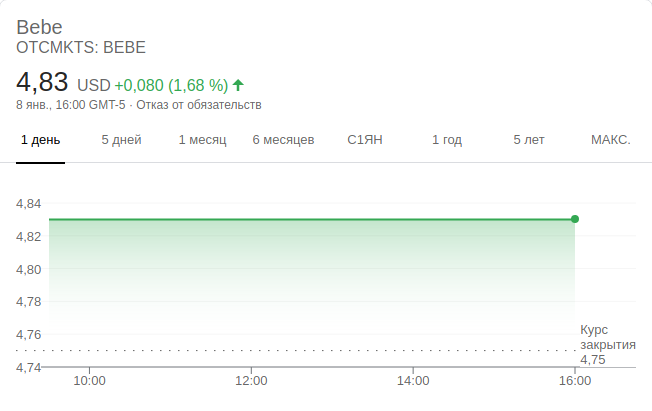 Bebe
OTCMKTS: BEBE
4,83 USD +0,080 (1,68 %)
8 янв., 16:00 GMT-5 · Отказ от обязательств
1 день 5 дней 1 месяц 6 месяцев С1ЯН 1 год 5 лет МАКС.
4,84
4,82
4,80
4,78
4,76
4,74
Курс
закрытия
4,75
10:00 12:00 14:00 16:00